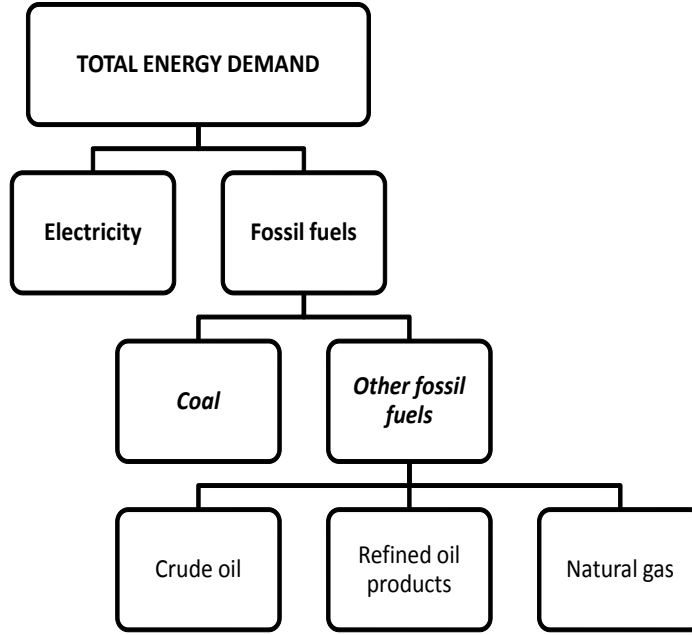 TOTAL ENERGY DEMAND
Electricity
Fossil fuels
Coal
Other fossil
fuels
Crude oil
Refined oil
products
Natural gas